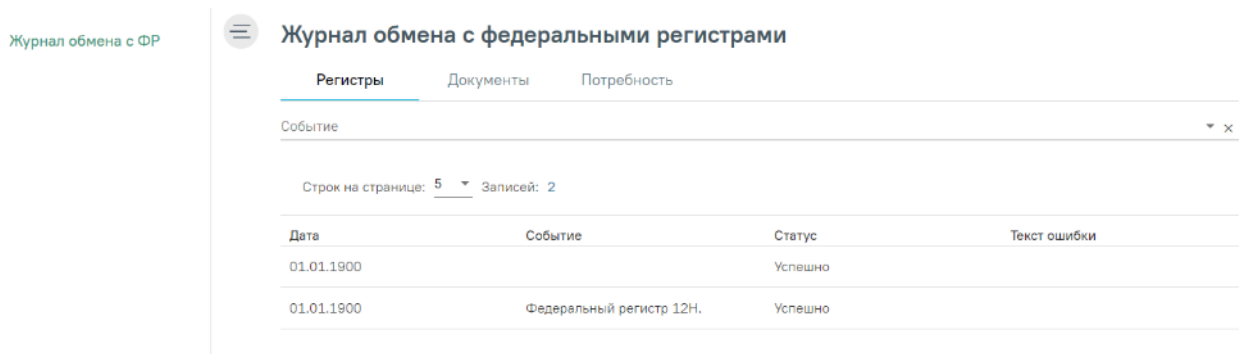 Журнал обмена с ФР
Журнал обмена с федеральными регистрами
Регистры Документы Потребность
Событие
Строк на странице: 5 Записей: 2
Дата Событие Статус Текст ошибки
01.01.1900 Успешно
01.01.1900 Федеральный регистр 12Н. Успешно